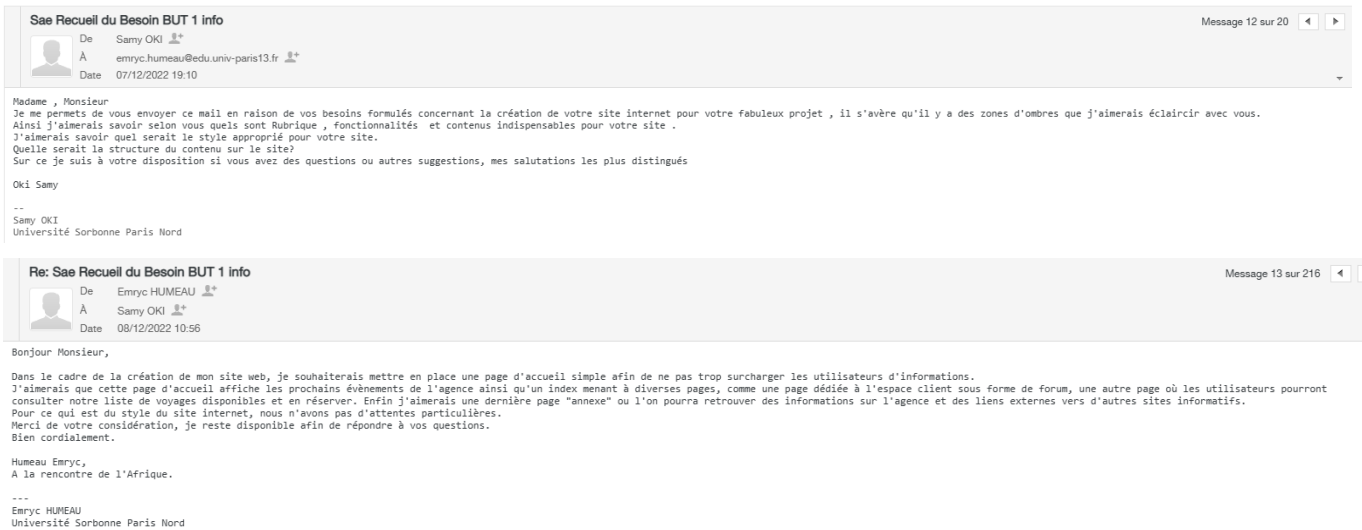 Sae Recueil du Besoin BUT 1 info
Message 12 sur 20
De Samy OKI
À emryc.humeau@edu.univ-paris13.fr
Date 07/12/2022 19:10
Madame , Monsieur
Je me permets de vous envoyer ce mail en raison de vos besoins formulés concernant la création de votre site internet pour votre fabuleux projet , il s'avère qu'il y a des zones d'ombres que j'aimerais éclaircir avec vous.
Ainsi j'aimerais savoir selon vous quels sont Rubrique , fonctionnalités et contenus indispensables pour votre site .
J'aimerais savoir quel serait le style approprié pour votre site.
Quelle serait la structure du contenu sur le site?
Sur ce je suis à votre disposition si vous avez des questions ou autres suggestions, mes salutations les plus distingués
Oki Samy
--
Samy OKI
Université Sorbonne Paris Nord
Re: Sae Recueil du Besoin BUT 1 info
Message 13 sur 216
De Emryc HUMEAU
À Samy OKI
Date 08/12/2022 10:56
Bonjour Monsieur,
Dans le cadre de la création de mon site web, je souhaiterais mettre en place une page d'accueil simple afin de ne pas trop surcharger les utilisateurs d'informations.
J'aimerais que cette page d'accueil affiche les prochains évènements de l'agence ainsi qu'un index menant à diverses pages, comme une page dédiée à l'espace client sous forme de forum, une autre page où les utilisateurs pourront
consulter notre liste de voyages disponibles et en réserver. Enfin j'aimerais une dernière page "annexe" ou l'on pourra retrouver des informations sur l'agence et des liens externes vers d'autres sites informatifs.
Pour ce qui est du style du site internet, nous n'avons pas d'attentes particulières.
Merci de votre considération, je reste disponible afin de répondre à vos questions.
Bien cordialement.
Humeau Emryc,
A la rencontre de l'Afrique.
---
Emryc HUMEAU
Université Sorbonne Paris Nord